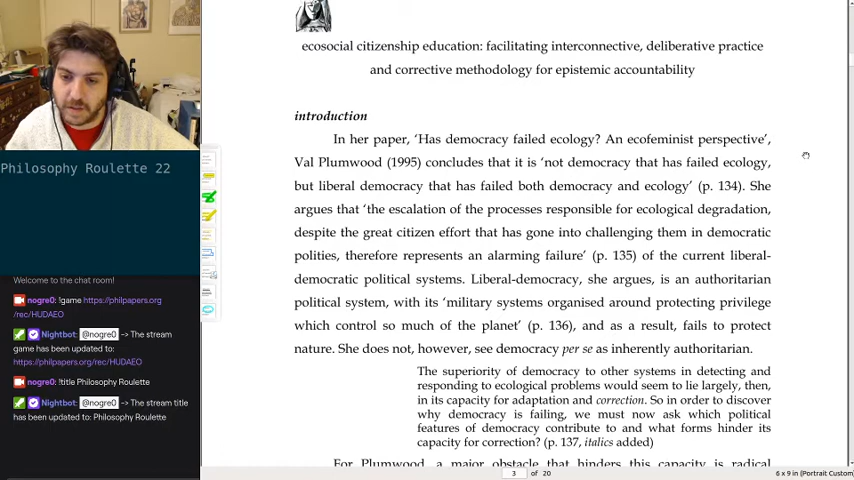 Philosophy Roulette 22
Welcome to the chat room!
nogre0: !game https://philpapers.org
/rec/HUDAEO
Nightbot: @nogre0 -> The stream
game has been updated to:
https://philpapers.org/rec/HUDAEO
nogre0: !title Philosophy Roulette
Nightbot: @nogre0 -> The stream title
has been updated to: Philosophy Roulette
ecosocial citizenship education: facilitating interconnective, deliberative practice
and corrective methodology for epistemic accountability
introduction
In her paper, ‘Has democracy failed ecology? An ecofeminist perspective’,
Val Plumwood (1995) concludes that it is ‘not democracy that has failed ecology,
but liberal democracy that has failed both democracy and ecology’ (p. 134). She
argues that ‘the escalation of the processes responsible for ecological degradation,
despite the great citizen effort that has gone into challenging them in democratic
polities, therefore represents an alarming failure’ (p. 135) of the current liberal-
democratic political systems. Liberal-democracy, she argues, is an authoritarian
political system, with its ‘military systems organised around protecting privilege
which control so much of the planet’ (p. 136), and as a result, fails to protect
nature. She does not, however, see democracy per se as inherently authoritarian.
The superiority of democracy to other systems in detecting and
responding to ecological problems would seem to lie largely, then,
in its capacity for adaptation and correction. So in order to discover
why democracy is failing, we must now ask which political
features of democracy contribute to and what forms hinder its
capacity for correction? (p. 137, italics added)
For Plumwood, a major obstacle that hinders this capacity is radical
3 of 20
6 x 9 in (Portrait Custom